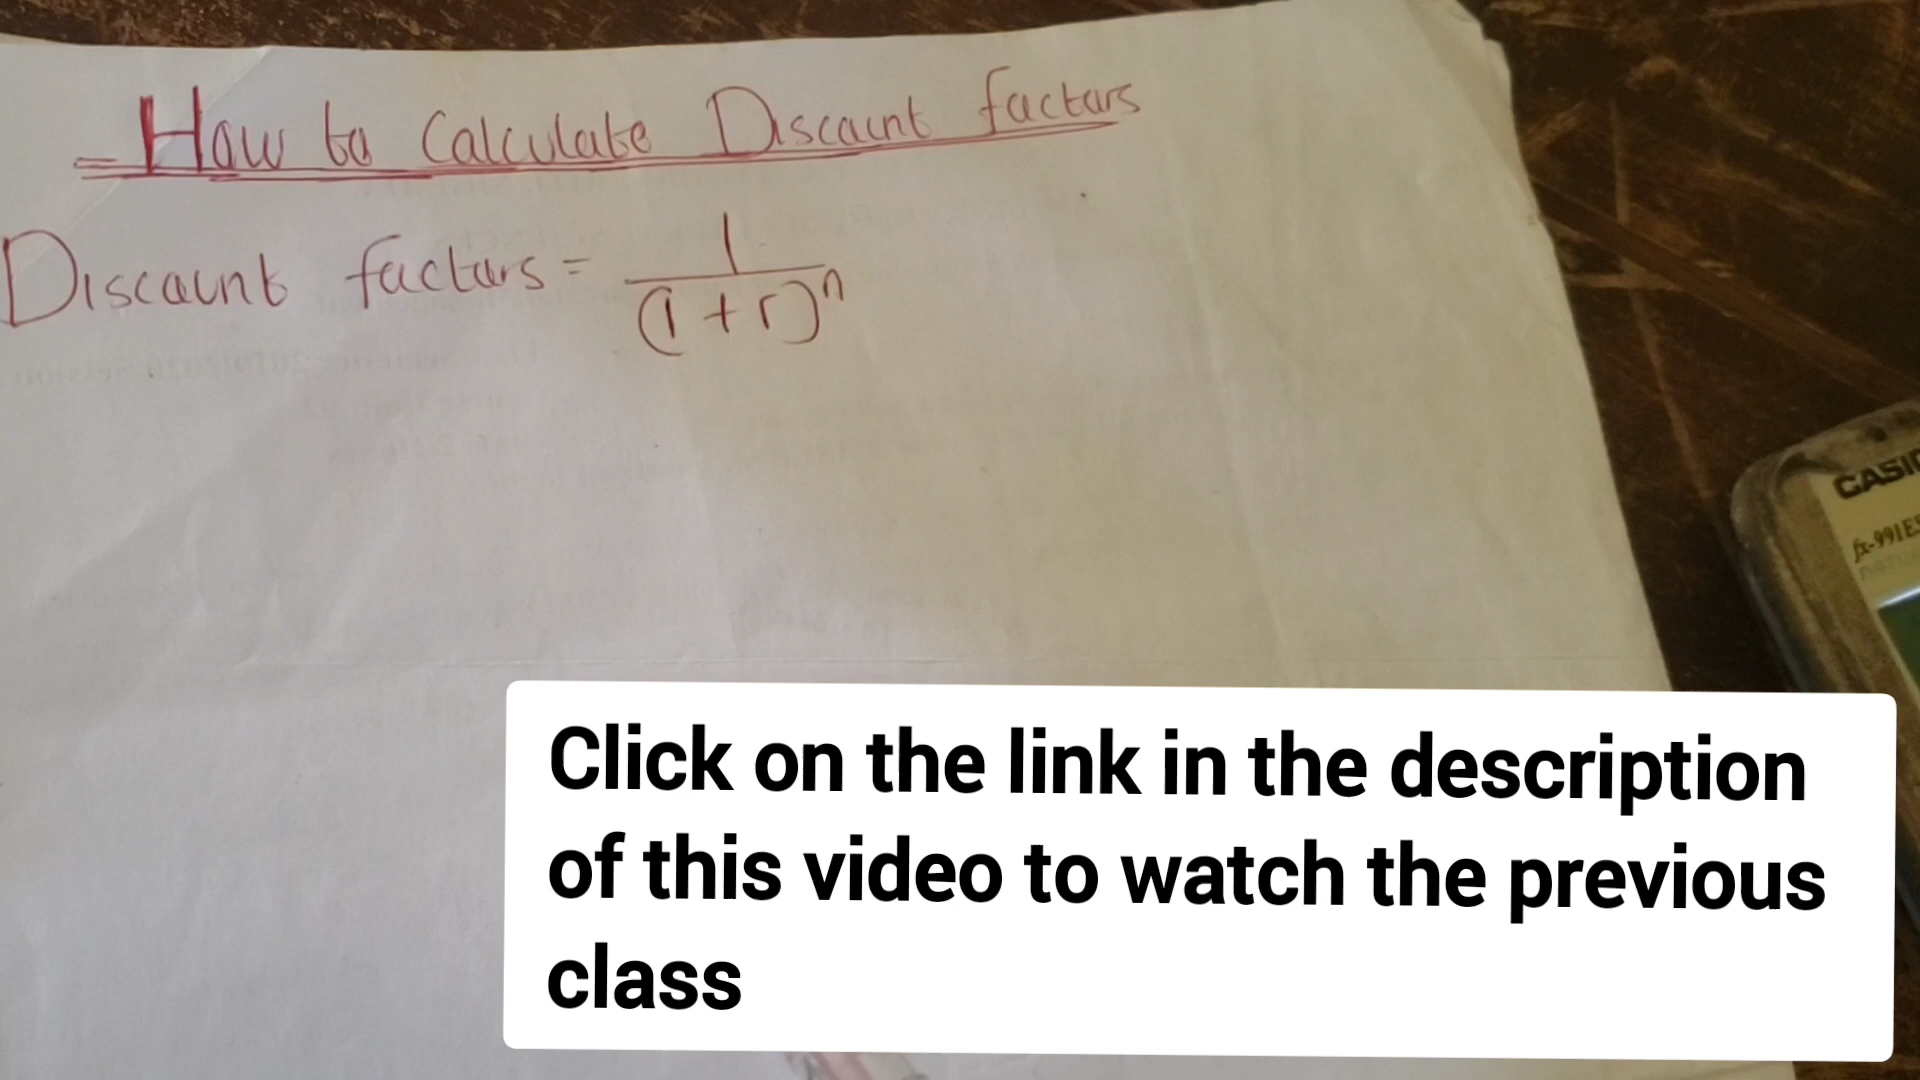 How to Calculate Discount factors
Discount factors = 1/(1+r)^n
CASIO
fx-991ES
Click on the link in the description
of this video to watch the previous
class